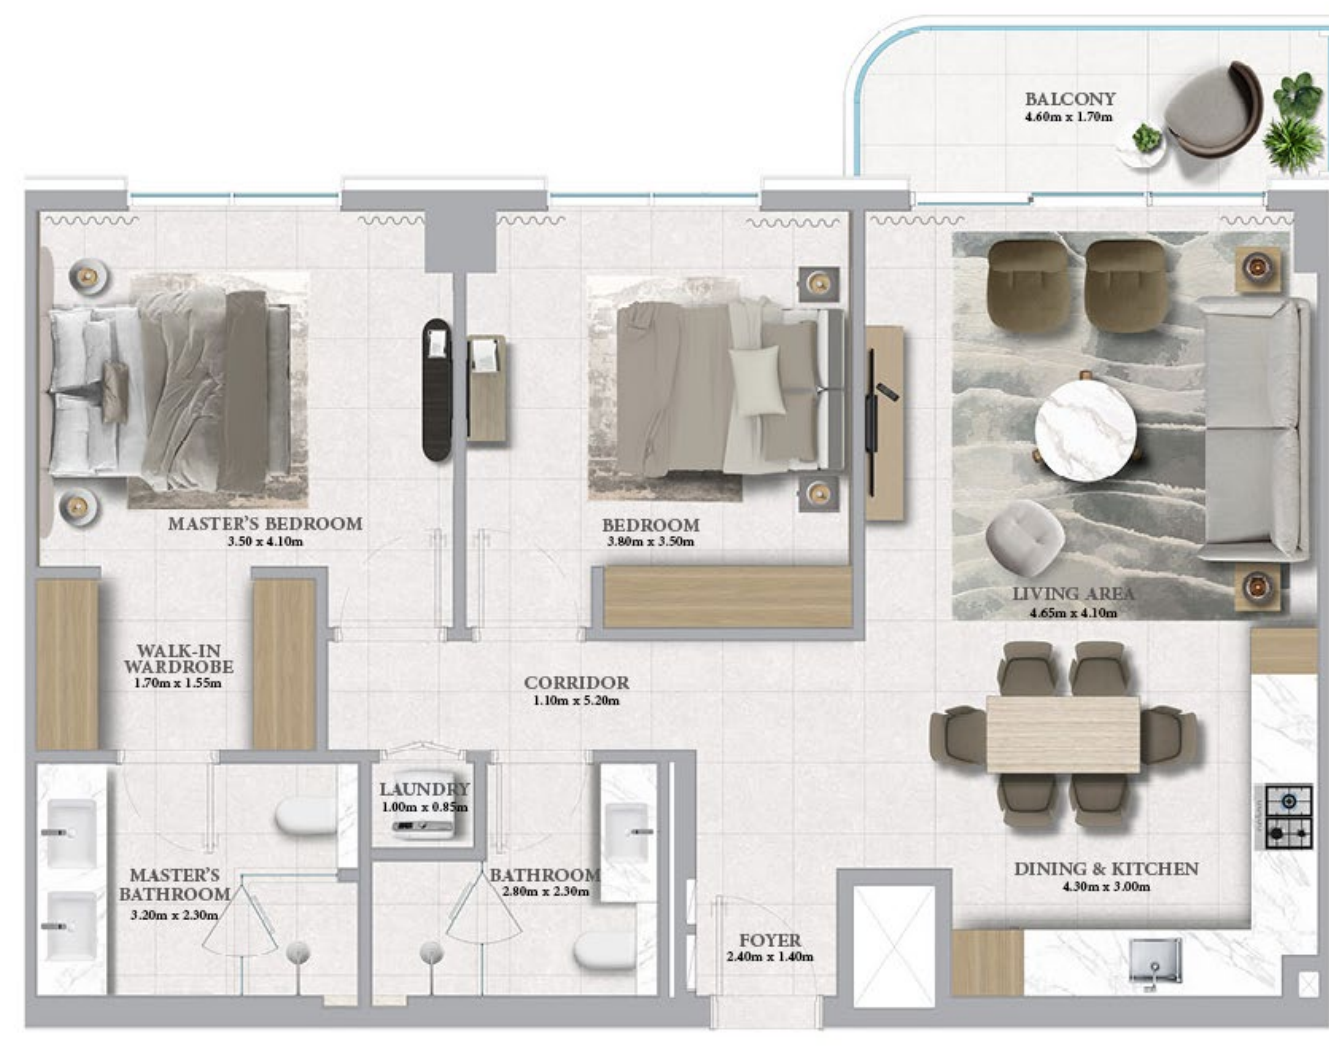 BALCONY
4.60m x 1.70m
MASTER'S BEDROOM
3.50 x 4.10m
BEDROOM
3.80m x 3.50m
LIVING AREA
4.65m x 4.10m
WALK-IN
WARDROBE
1.70m x 1.55m
CORRIDOR
1.10m x 5.20m
LAUNDRY
1.00m x 0.85m
MASTER'S
BATHROOM
3.20m x 2.30m
BATHROOM
2.80m x 2.30m
DINING & KITCHEN
4.30m x 3.00m
FOYER
2.40m x 1.40m